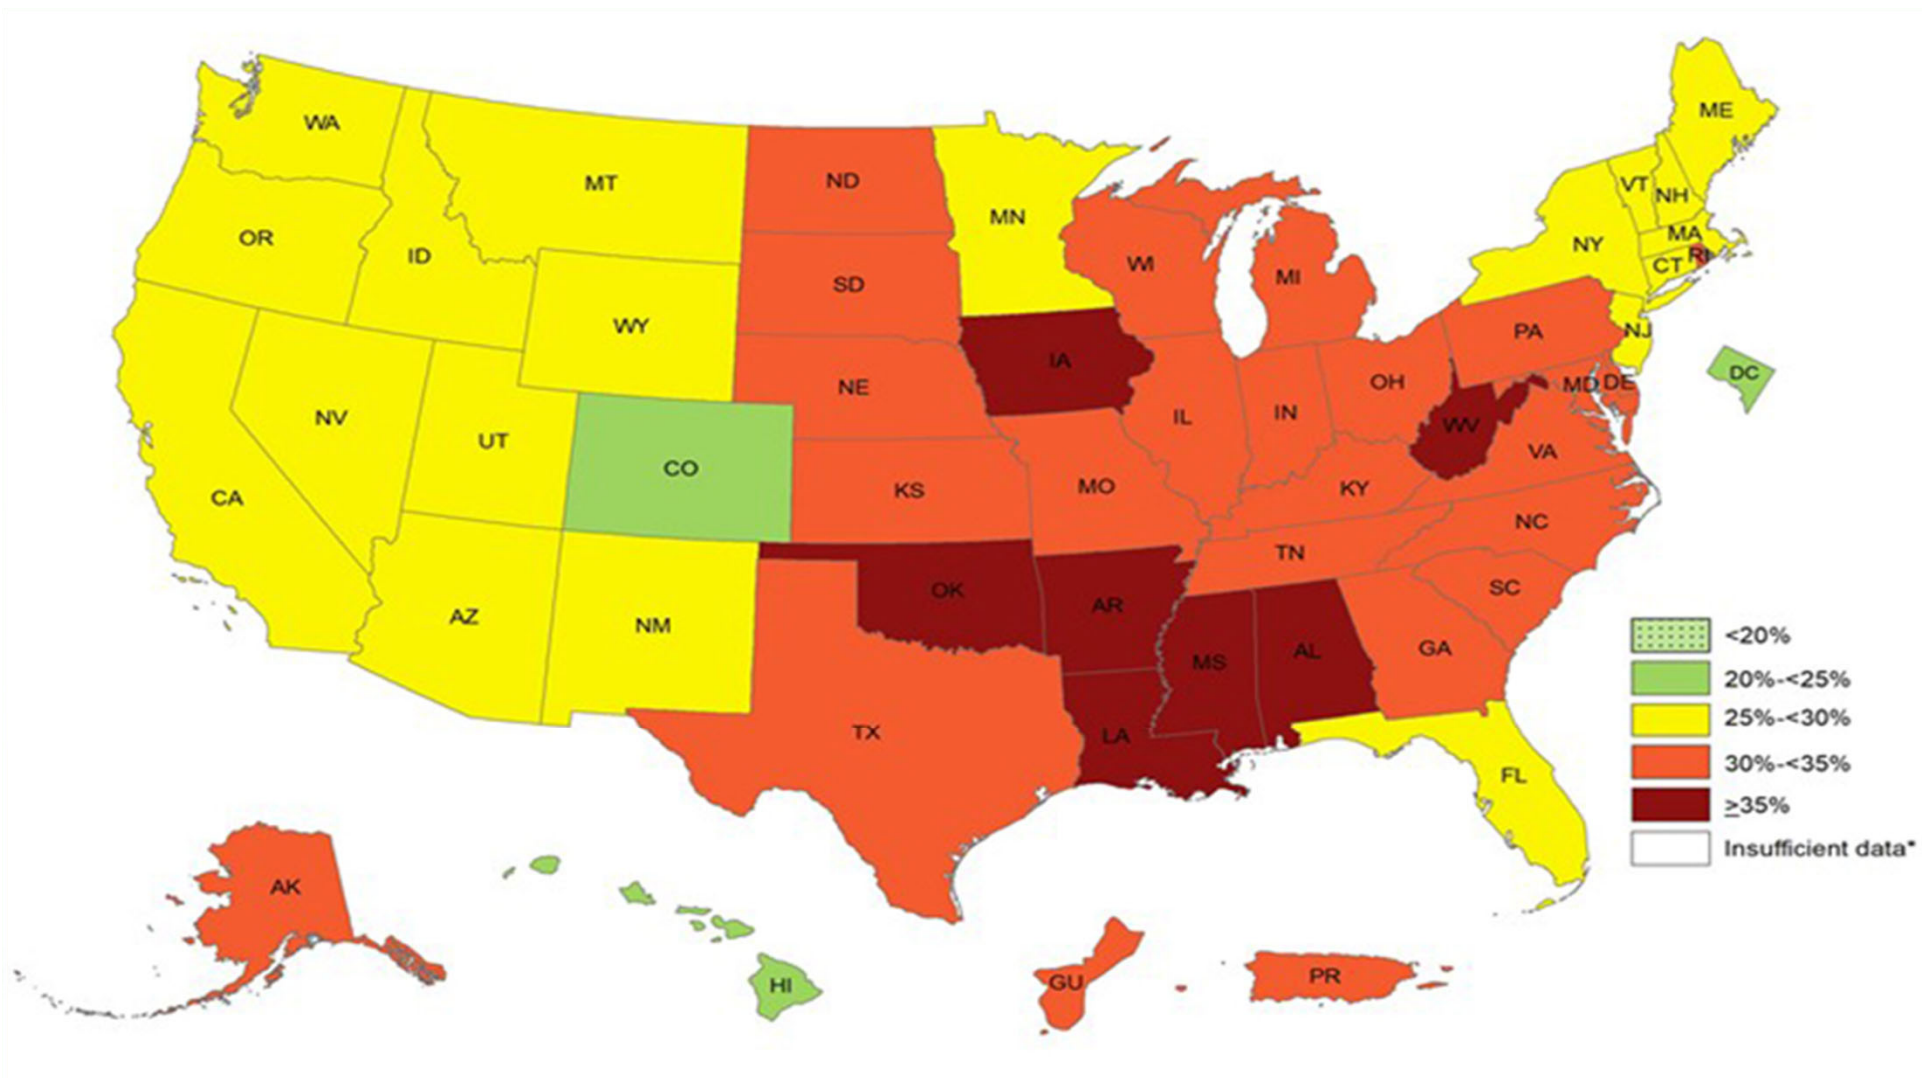 WA
MT
ND
MN
ME
VT
NH
OR
ID
SD
WI
MI
NY
MA
CT
RI
WY
IA
PA
NJ
NE
OH
MD
DE
DC
NV
UT
CO
IL
IN
WV
VA
CA
KS
MO
KY
NC
TN
AZ
NM
OK
AR
SC
MS
AL
GA
TX
LA
FL
<20%
20%-<25%
25%-<30%
30%-<35%
≥35%
Insufficient data*
AK
HI
GU
PR